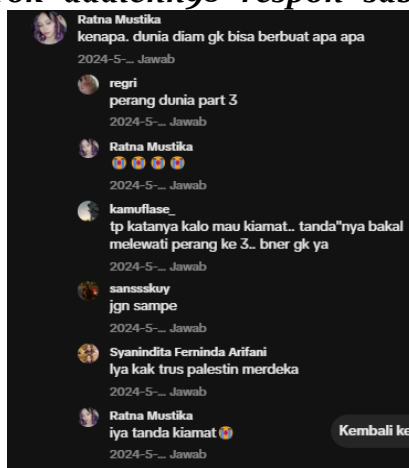 Ratna Mustika
kenapa. dunia diam gk bisa berbuat apa apa
2024-5-... Jawab
regri
perang dunia part 3
2024-5-... Jawab
Ratna Mustika
😭😭😭😭
2024-5-... Jawab
kamuflase_
tp katanya kalo mau kiamat.. tanda"nya bakal
melewati perang ke 3.. bner gk ya
2024-5-... Jawab
sanssskuy
jgn sampe
2024-5-... Jawab
Syanindita Ferninda Arifani
Iya kak trus palestin merdeka
2024-5-... Jawab
Ratna Mustika
iya tanda kiamat😭
Kembali ke
2024-5-... Jawab